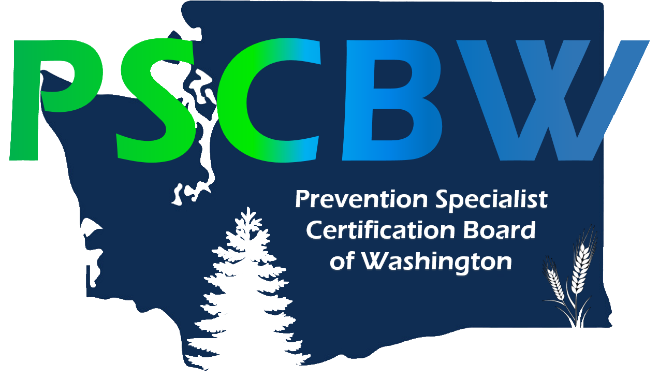 PSCBW
Prevention Specialist
Certification Board
of Washington